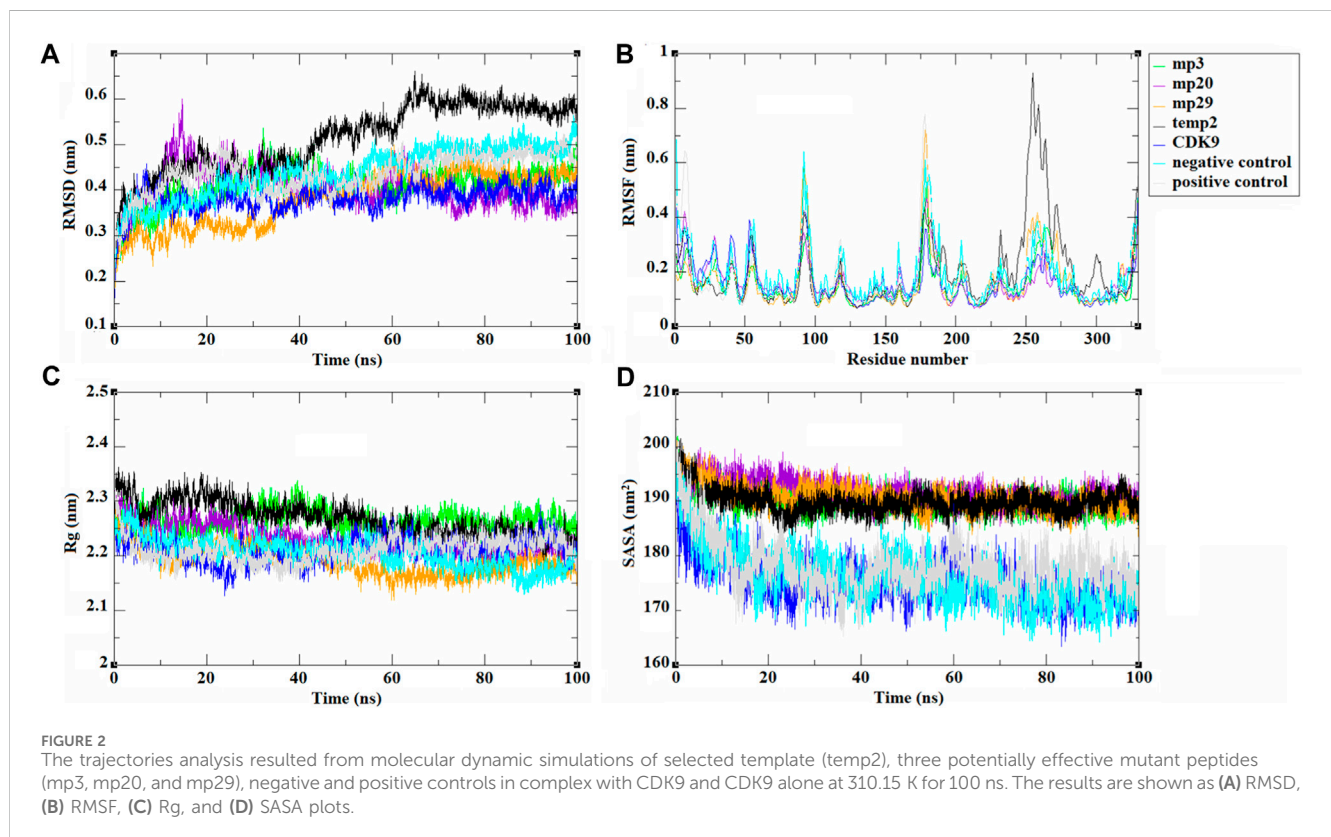 A
RMSD (nm)
0.6
0.5
0.4
0.3
0.2
0.1
0
20
40
60
80
100
Time (ns)
B
RMSF (nm)
1
0.8
0.6
0.4
0.2
0
0
50
100
150
200
250
300
Residue number
mp3
mp20
mp29
temp2
CDK9
negative control
positive control
C
Rg (nm)
2.5
2.4
2.3
2.2
2.1
2
0
20
40
60
80
100
Time (ns)
D
SASA (nm²)
210
200
190
180
170
160
0
20
40
60
80
100
Time (ns)
FIGURE 2
The trajectories analysis resulted from molecular dynamic simulations of selected template (temp2), three potentially effective mutant peptides
(mp3, mp20, and mp29), negative and positive controls in complex with CDK9 and CDK9 alone at 310.15 K for 100 ns. The results are shown as (A) RMSD,
(B) RMSF, (C) Rg, and (D) SASA plots.